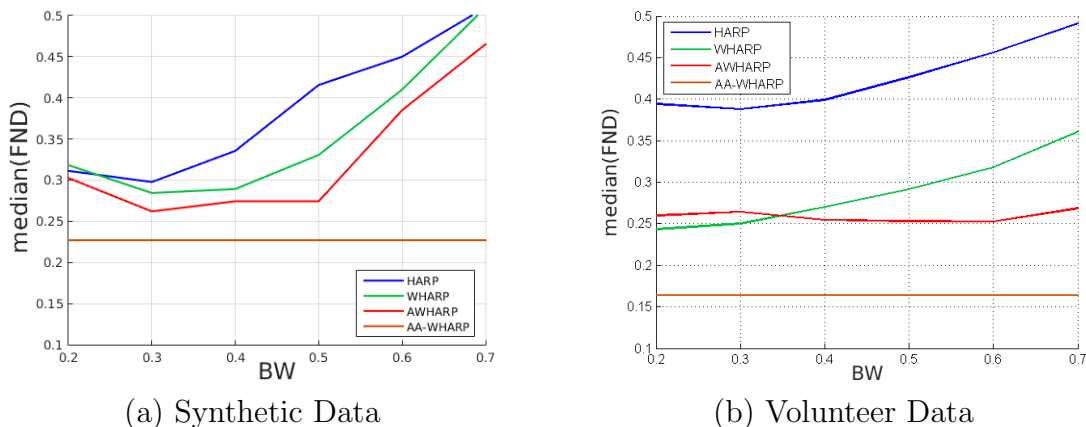 0.5
0.45
0.4
0.35
0.3
0.25
0.2
0.15
0.1
median(FND)
HARP
WHARP
AWHARP
AA-WHARP
0.2 0.3 0.4 0.5 0.6 0.7
BW
(a) Synthetic Data
0.5
0.45
0.4
0.35
0.3
0.25
0.2
0.15
0.1
median(FND)
HARP
WHARP
AWHARP
AA-WHARP
0.2 0.3 0.4 0.5 0.6 0.7
BW
(b) Volunteer Data